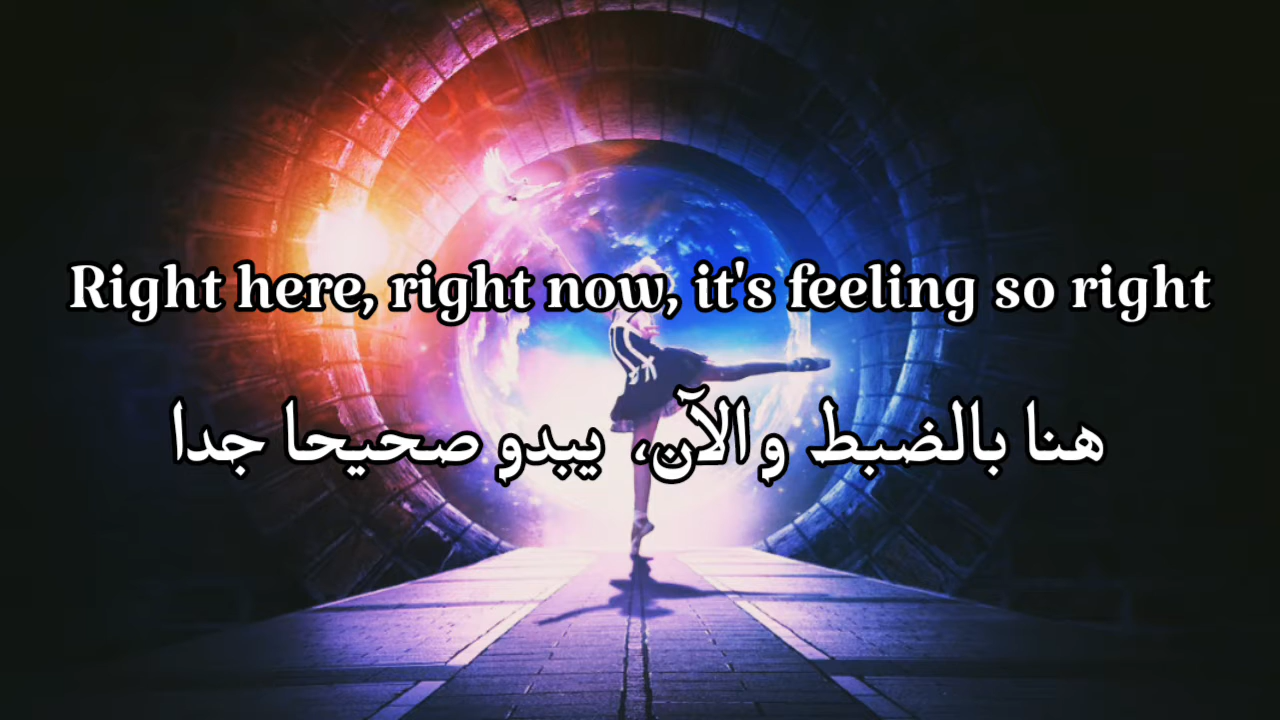 Right here, right now, it's feeling so right
هنا بالضبط والآن، يبدو صحيحا جدا